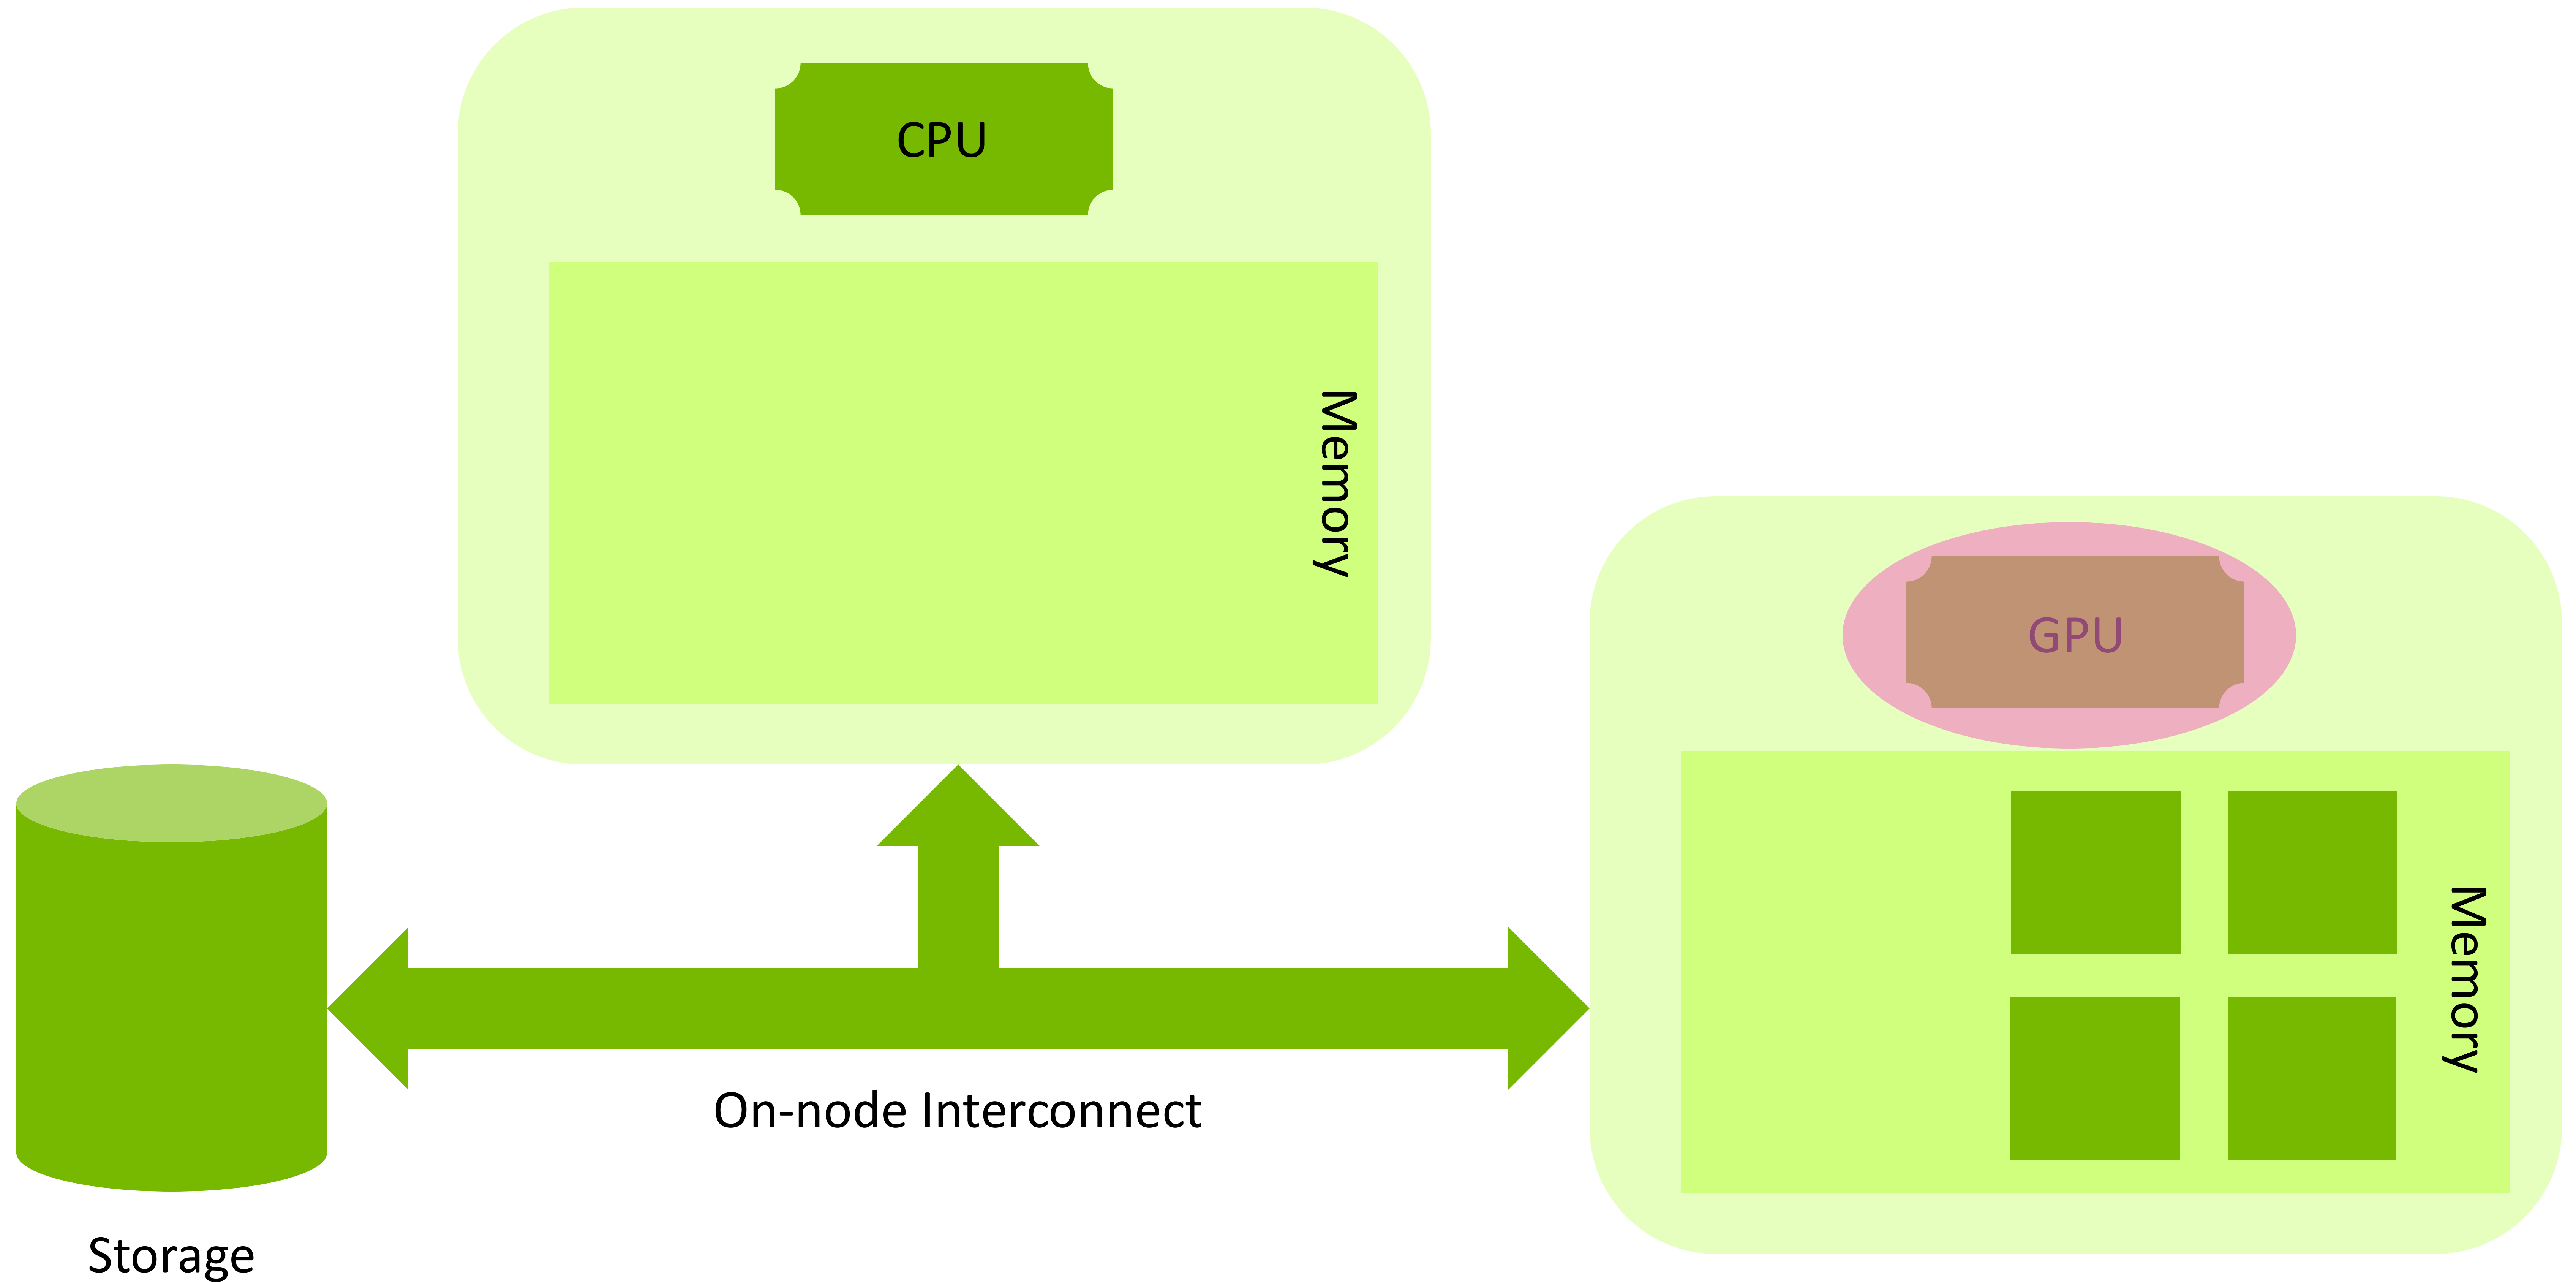 CPU
Memory
GPU
Memory
On-node Interconnect
Storage